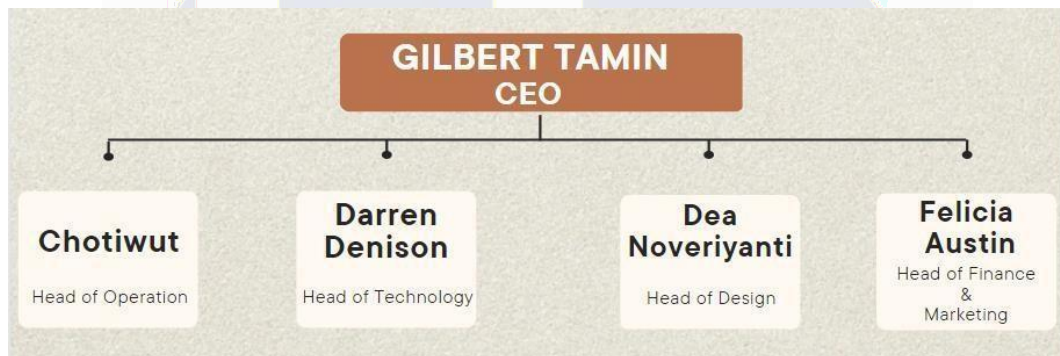 GILBERT TAMIN
CEO
Chotiwut
Head of Operation
Darren
Denison
Head of Technology
Dea
Noveriyanti
Head of Design
Felicia
Austin
Head of Finance
&
Marketing